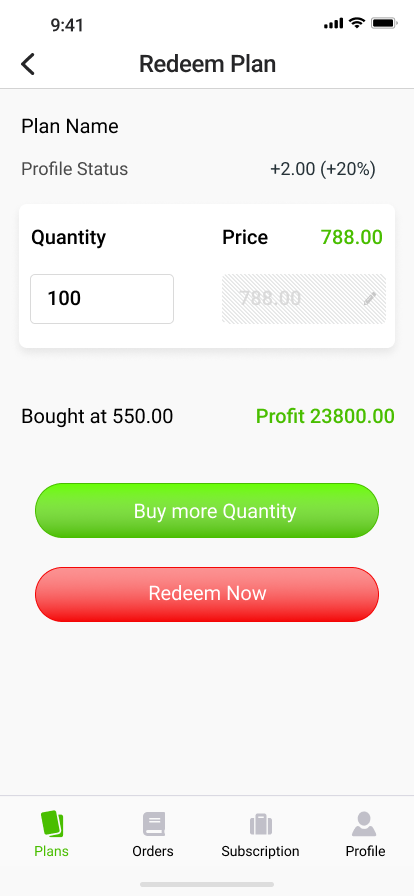 9:41
Redeem Plan
Plan Name
Profile Status +2.00 (+20%)
Quantity Price 788.00
100 788.00
Bought at 550.00 Profit 23800.00
Buy more Quantity
Redeem Now
Plans Orders Subscription Profile